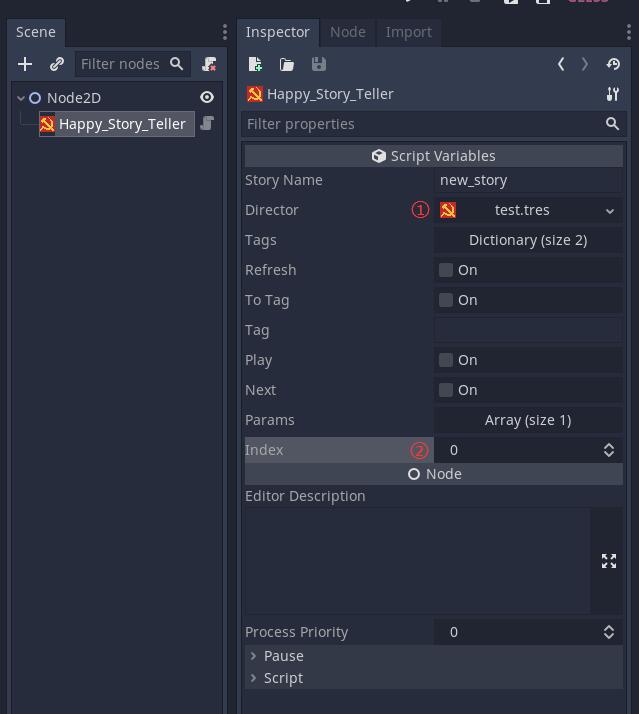 Scene
Inspector Node Import
Filter nodes
Node2D
Happy_Story_Teller
Happy_Story_Teller
Filter properties
Script Variables
Story Name new_story
Director ① test.tres
Tags Dictionary (size 2)
Refresh On
To Tag On
Tag
Play On
Next On
Params Array (size 1)
Index ② 0
Node
Editor Description
Process Priority 0
Pause
Script